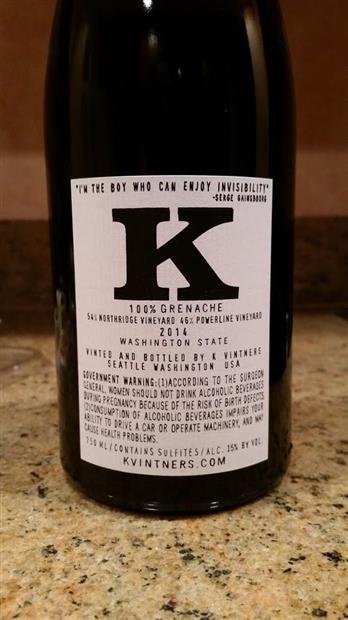 "I'M THE BOY WHO CAN ENJOY INVISIBILITY"
-SERGE GAINSBOURG
K
100% GRENACHE
54% NORTHRIDGE VINEYARD 46% POWERLINE VINEYARD
2014
WASHINGTON STATE
VINTED AND BOTTLED BY K VINTNERS
SEATTLE WASHINGTON USA
GOVERNMENT WARNING:(1)ACCORDING TO THE SURGEON
GENERAL, WOMEN SHOULD NOT DRINK ALCOHOLIC BEVERAGES
DURING PREGNANCY BECAUSE OF THE RISK OF BIRTH DEFECTS.
(2)CONSUMPTION OF ALCOHOLIC BEVERAGES IMPAIRS YOUR
ABILITY TO DRIVE A CAR OR OPERATE MACHINERY, AND MAY
CAUSE HEALTH PROBLEMS.
750 ML/CONTAINS SULFITES/ALC. 15% BY VOL.
KVINTNERS.COM